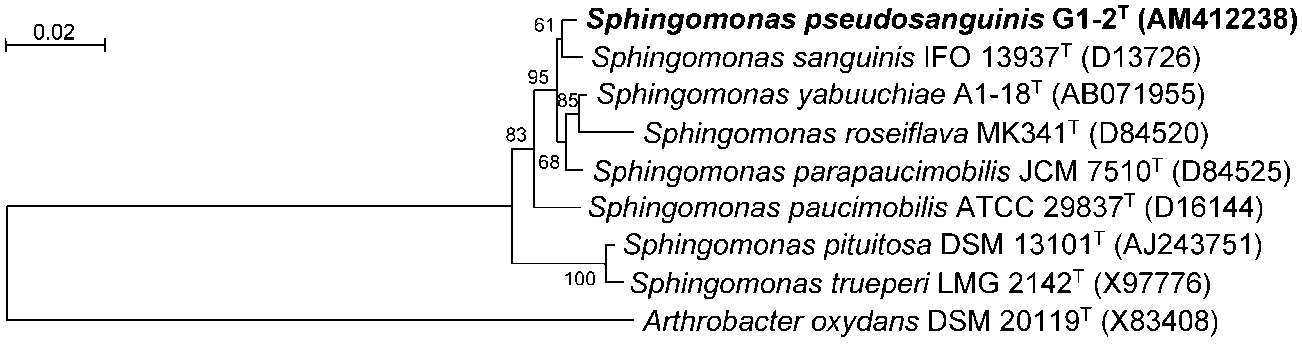 0.02
61
Sphingomonas pseudosanguinis G1-2ᵀ (AM412238)
Sphingomonas sanguinis IFO 13937ᵀ (D13726)
95
Sphingomonas yabuuchiae A1-18ᵀ (AB071955)
85
83
Sphingomonas roseiflava MK341ᵀ (D84520)
68
Sphingomonas parapaucimobilis JCM 7510ᵀ (D84525)
Sphingomonas paucimobilis ATCC 29837ᵀ (D16144)
Sphingomonas pituitosa DSM 13101ᵀ (AJ243751)
100
Sphingomonas trueperi LMG 2142ᵀ (X97776)
Arthrobacter oxydans DSM 20119ᵀ (X83408)